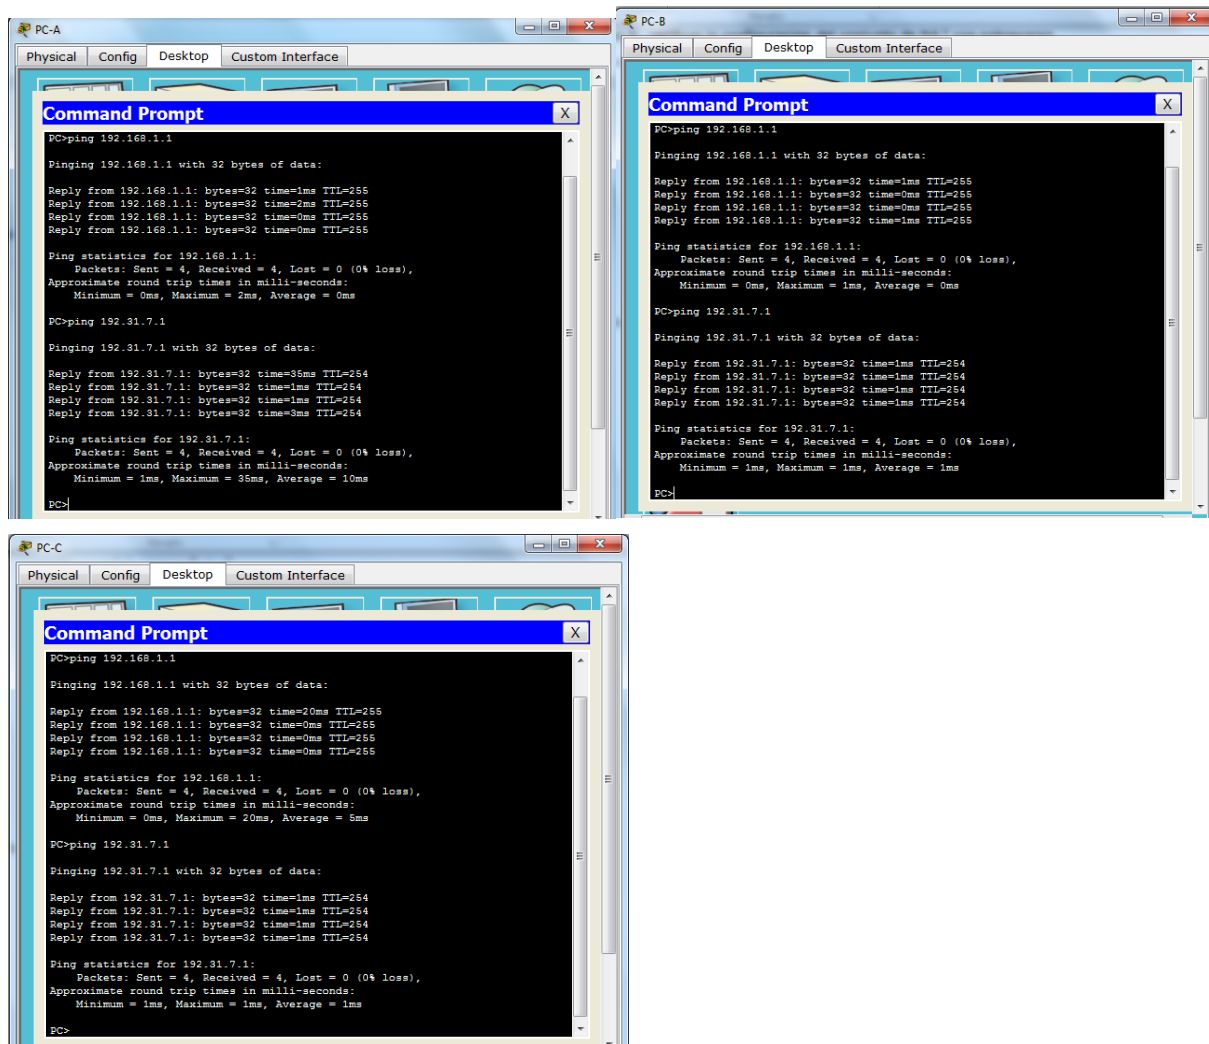 PC-A
Physical Config Desktop Custom Interface
Command Prompt X
PC>ping 192.168.1.1
Pinging 192.168.1.1 with 32 bytes of data:
Reply from 192.168.1.1: bytes=32 time=1ms TTL=255
Reply from 192.168.1.1: bytes=32 time=2ms TTL=255
Reply from 192.168.1.1: bytes=32 time=0ms TTL=255
Reply from 192.168.1.1: bytes=32 time=0ms TTL=255
Ping statistics for 192.168.1.1:
Packets: Sent = 4, Received = 4, Lost = 0 (0% loss),
Approximate round trip times in milli-seconds:
Minimum = 0ms, Maximum = 2ms, Average = 0ms
PC>ping 192.31.7.1
Pinging 192.31.7.1 with 32 bytes of data:
Reply from 192.31.7.1: bytes=32 time=35ms TTL=254
Reply from 192.31.7.1: bytes=32 time=1ms TTL=254
Reply from 192.31.7.1: bytes=32 time=1ms TTL=254
Reply from 192.31.7.1: bytes=32 time=3ms TTL=254
Ping statistics for 192.31.7.1:
Packets: Sent = 4, Received = 4, Lost = 0 (0% loss),
Approximate round trip times in milli-seconds:
Minimum = 1ms, Maximum = 35ms, Average = 10ms
PC>
PC-B
Physical Config Desktop Custom Interface
Command Prompt X
PC>ping 192.168.1.1
Pinging 192.168.1.1 with 32 bytes of data:
Reply from 192.168.1.1: bytes=32 time=1ms TTL=255
Reply from 192.168.1.1: bytes=32 time=0ms TTL=255
Reply from 192.168.1.1: bytes=32 time=0ms TTL=255
Reply from 192.168.1.1: bytes=32 time=1ms TTL=255
Ping statistics for 192.168.1.1:
Packets: Sent = 4, Received = 4, Lost = 0 (0% loss),
Approximate round trip times in milli-seconds:
Minimum = 0ms, Maximum = 1ms, Average = 0ms
PC>ping 192.31.7.1
Pinging 192.31.7.1 with 32 bytes of data:
Reply from 192.31.7.1: bytes=32 time=1ms TTL=254
Reply from 192.31.7.1: bytes=32 time=1ms TTL=254
Reply from 192.31.7.1: bytes=32 time=1ms TTL=254
Reply from 192.31.7.1: bytes=32 time=1ms TTL=254
Ping statistics for 192.31.7.1:
Packets: Sent = 4, Received = 4, Lost = 0 (0% loss),
Approximate round trip times in milli-seconds:
Minimum = 1ms, Maximum = 1ms, Average = 1ms
PC>
PC-C
Physical Config Desktop Custom Interface
Command Prompt X
PC>ping 192.168.1.1
Pinging 192.168.1.1 with 32 bytes of data:
Reply from 192.168.1.1: bytes=32 time=20ms TTL=255
Reply from 192.168.1.1: bytes=32 time=0ms TTL=255
Reply from 192.168.1.1: bytes=32 time=0ms TTL=255
Reply from 192.168.1.1: bytes=32 time=0ms TTL=255
Ping statistics for 192.168.1.1:
Packets: Sent = 4, Received = 4, Lost = 0 (0% loss),
Approximate round trip times in milli-seconds:
Minimum = 0ms, Maximum = 20ms, Average = 5ms
PC>ping 192.31.7.1
Pinging 192.31.7.1 with 32 bytes of data:
Reply from 192.31.7.1: bytes=32 time=1ms TTL=254
Reply from 192.31.7.1: bytes=32 time=1ms TTL=254
Reply from 192.31.7.1: bytes=32 time=1ms TTL=254
Reply from 192.31.7.1: bytes=32 time=1ms TTL=254
Ping statistics for 192.31.7.1:
Packets: Sent = 4, Received = 4, Lost = 0 (0% loss),
Approximate round trip times in milli-seconds:
Minimum = 1ms, Maximum = 1ms, Average = 1ms
PC>